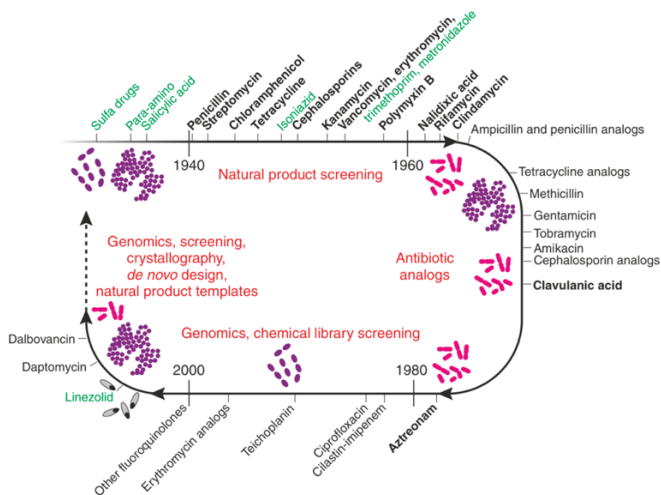 Sulfa drugs
Para-amino
Salicylic acid
Penicillin
Streptomycin
Chloramphenicol
Tetracycline
Isoniazid
Cephalosporins
Kanamycin
Vancomycin, erythromycin,
trimethoprim, metronidazole
Polymyxin B
Nalidixic acid
Rifamycin
Clindamycin
Ampicillin and penicillin analogs
1940
1960
Natural product screening
Tetracycline analogs
Methicillin
Gentamicin
Tobramycin
Amikacin
Cephalosporin analogs
Clavulanic acid
Antibiotic
analogs
Genomics, screening,
crystallography,
de novo design,
natural product templates
Genomics, chemical library screening
Dalbovancin
Daptomycin
Linezolid
2000
1980
Other fluoroquinolones
Erythromycin analogs
Teichoplanin
Ciprofloxacin
Cilastin-imipenem
Aztreonam